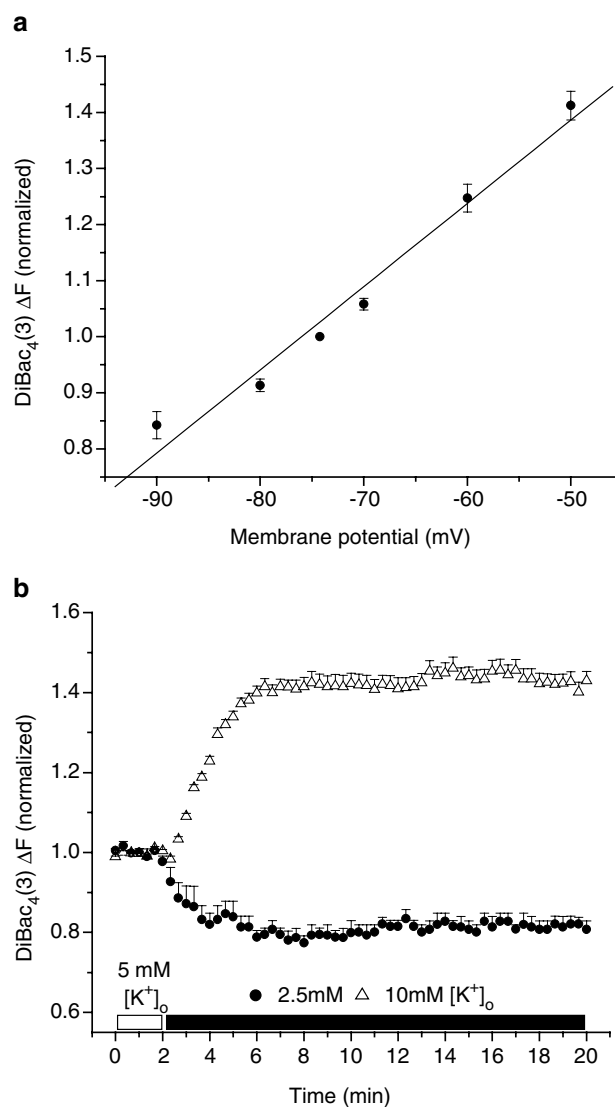 a
DiBac₄(3) ΔF (normalized)
1.5
1.4
1.3
1.2
1.1
1.0
0.9
0.8
-90 -80 -70 -60 -50
Membrane potential (mV)
b
DiBac₄(3) ΔF (normalized)
1.6
1.4
1.2
1.0
0.8
0.6
5 mM
[K⁺]ₒ
● 2.5mM △ 10mM [K⁺]ₒ
0 2 4 6 8 10 12 14 16 18 20
Time (min)